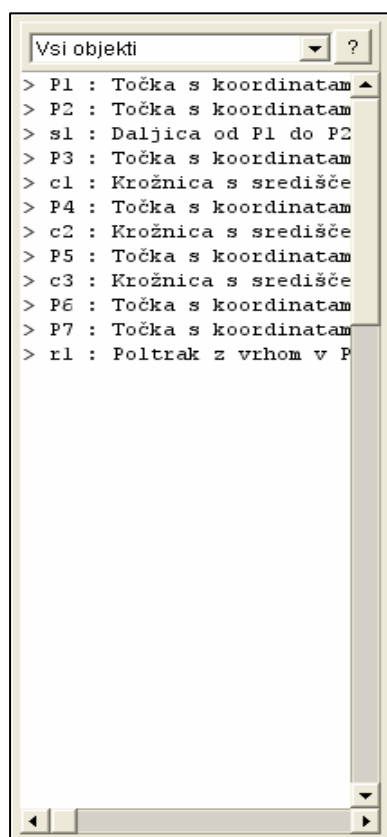 Vsi objekti ?
> P1 : Točka s koordinatam
> P2 : Točka s koordinatam
> s1 : Daljica od P1 do P2
> P3 : Točka s koordinatam
> c1 : Krožnica s središče
> P4 : Točka s koordinatam
> c2 : Krožnica s središče
> P5 : Točka s koordinatam
> c3 : Krožnica s središče
> P6 : Točka s koordinatam
> P7 : Točka s koordinatam
> r1 : Poltrak z vrhom v P